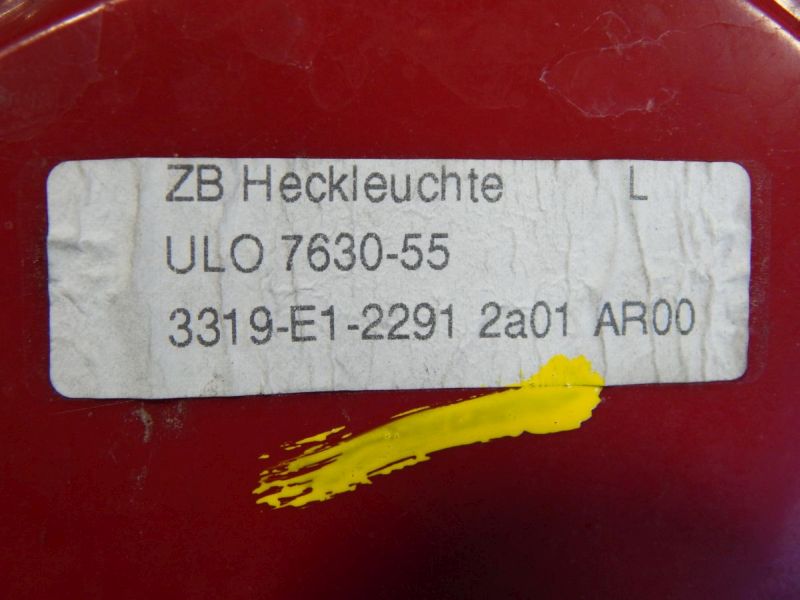 ZB Heckleuchte L
ULO 7630-55
3319-E1-2291 2a01 AR00